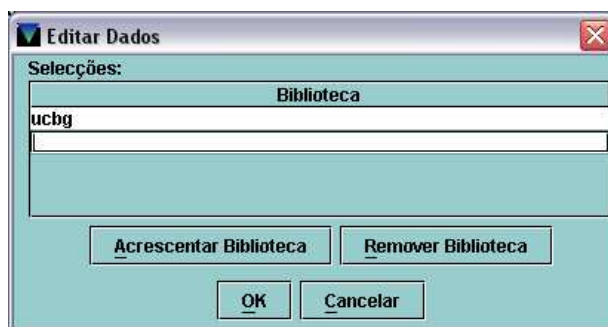 Editar Dados
Selecções:
Biblioteca
ucbg
Acrescentar Biblioteca Remover Biblioteca
OK Cancelar